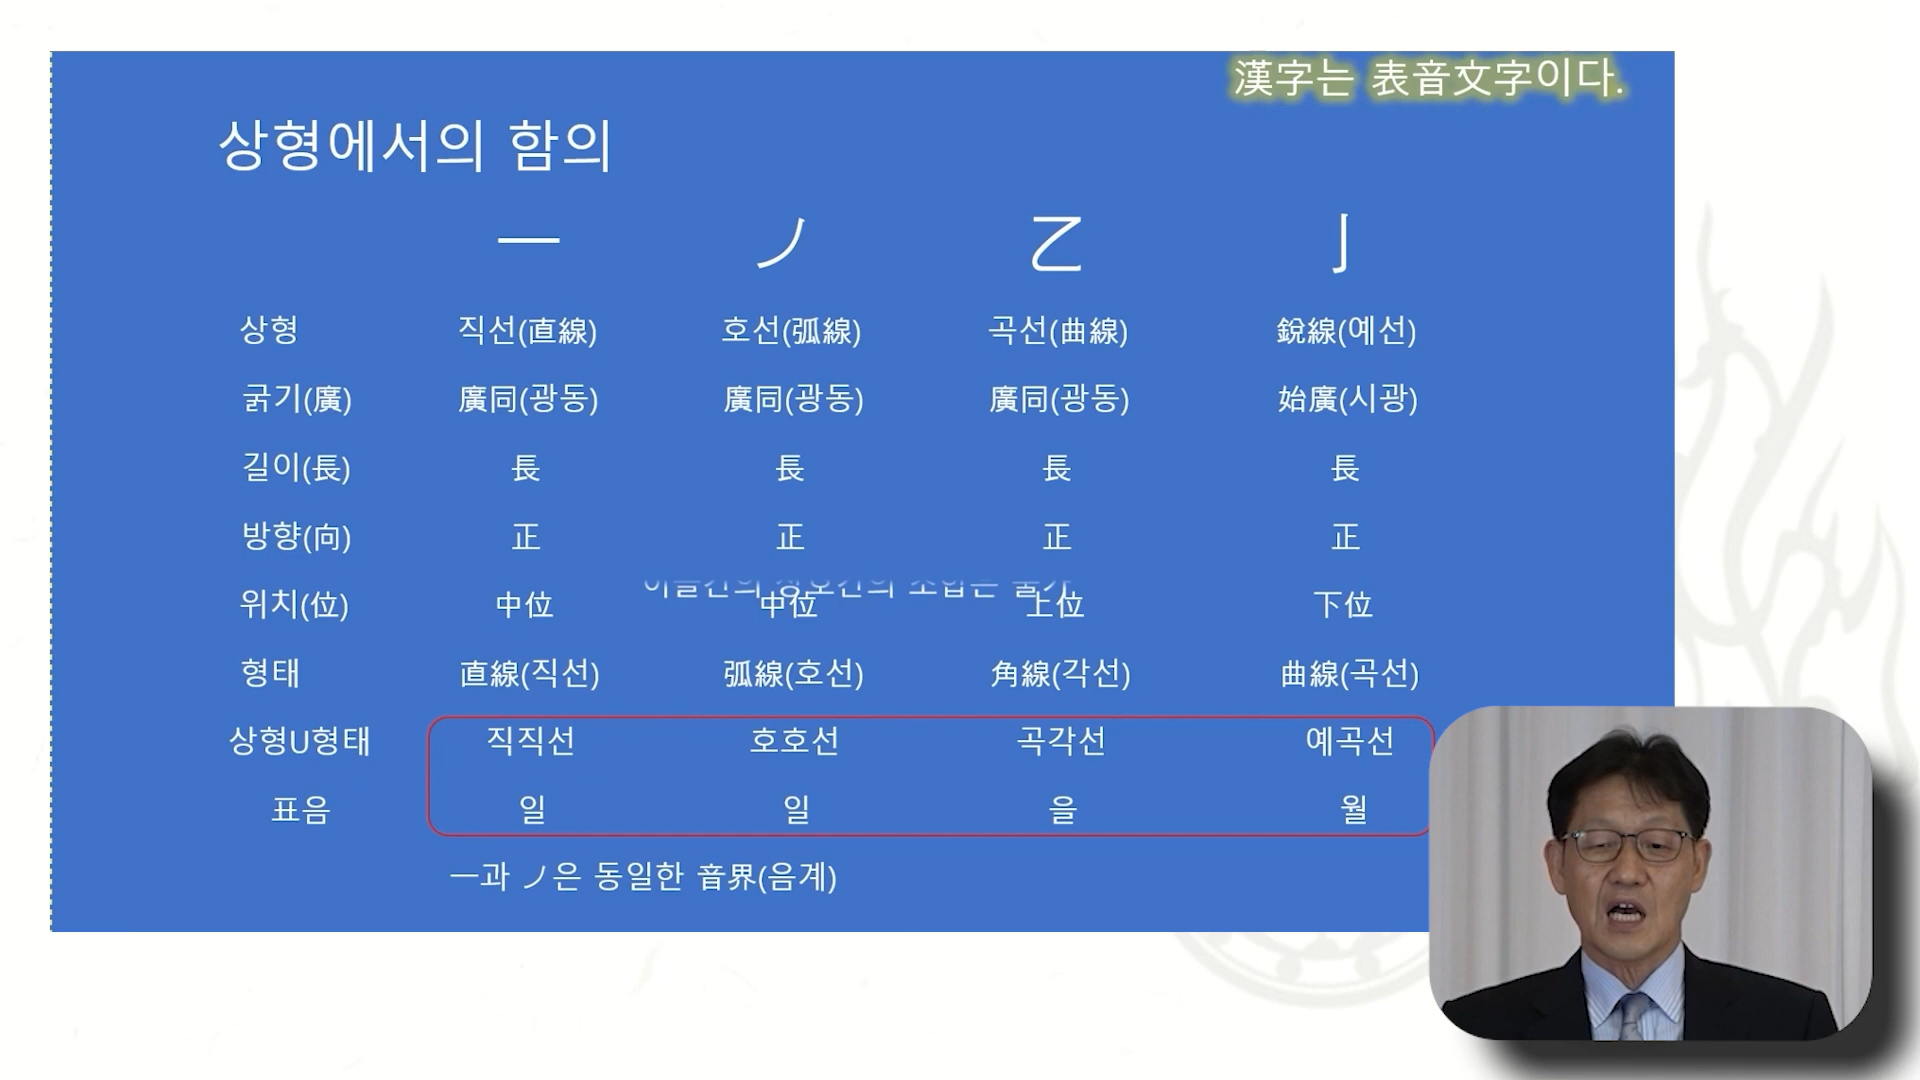 漢字는 表音文字이다.
상형에서의 함의
一 ノ 乙 亅
상형 직선(直線) 호선(弧線) 곡선(曲線) 銳線(예선)
굵기(廣) 廣同(광동) 廣同(광동) 廣同(광동) 始廣(시광)
길이(長) 長 長 長 長
방향(向) 正 正 正 正
위치(位) 中位 中位 上位 下位
형태 直線(직선) 弧線(호선) 角線(각선) 曲線(곡선)
상형U형태 직직선 호호선 곡각선 예곡선
표음 일 일 을 월
一과 ノ은 동일한 音界(음계)